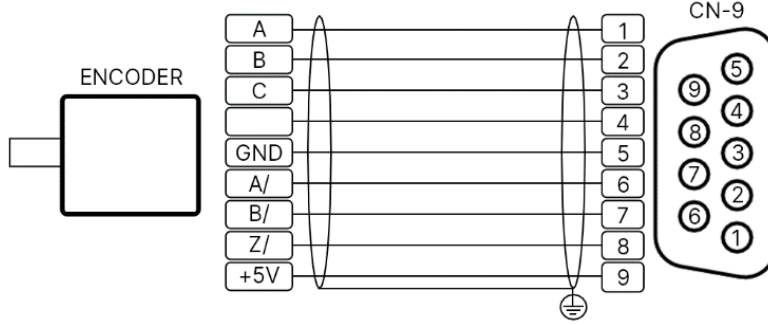 CN-9
ENCODER
A 1
B 2
C 3
4
GND 5
A/ 6
B/ 7
Z/ 8
+5V 9
5
9
4
8
3
7
2
6
1